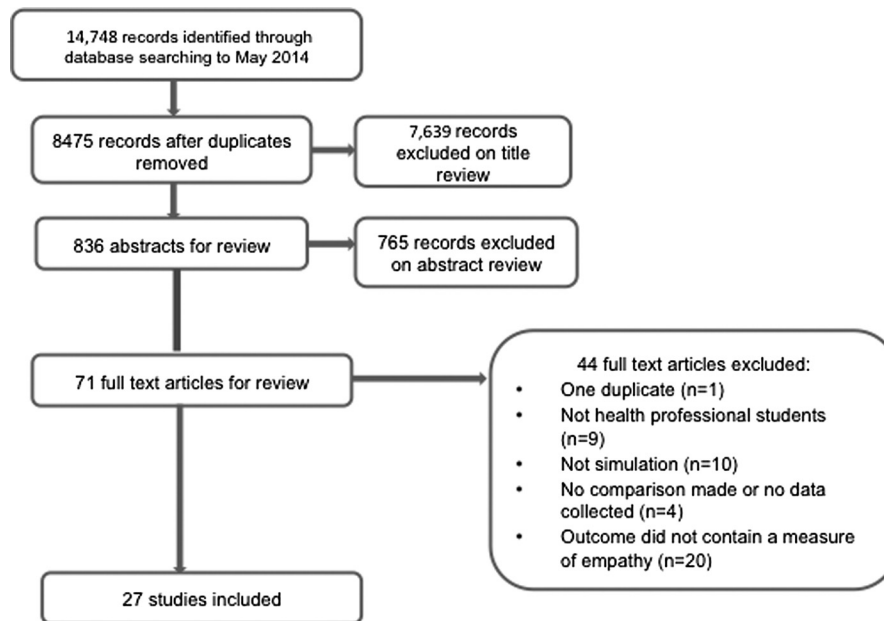 14,748 records identified through
database searching to May 2014
8475 records after duplicates
removed
7,639 records
excluded on title
review
836 abstracts for review
765 records excluded
on abstract review
71 full text articles for review
44 full text articles excluded:
• One duplicate (n=1)
• Not health professional students
(n=9)
• Not simulation (n=10)
• No comparison made or no data
collected (n=4)
• Outcome did not contain a measure
of empathy (n=20)
27 studies included